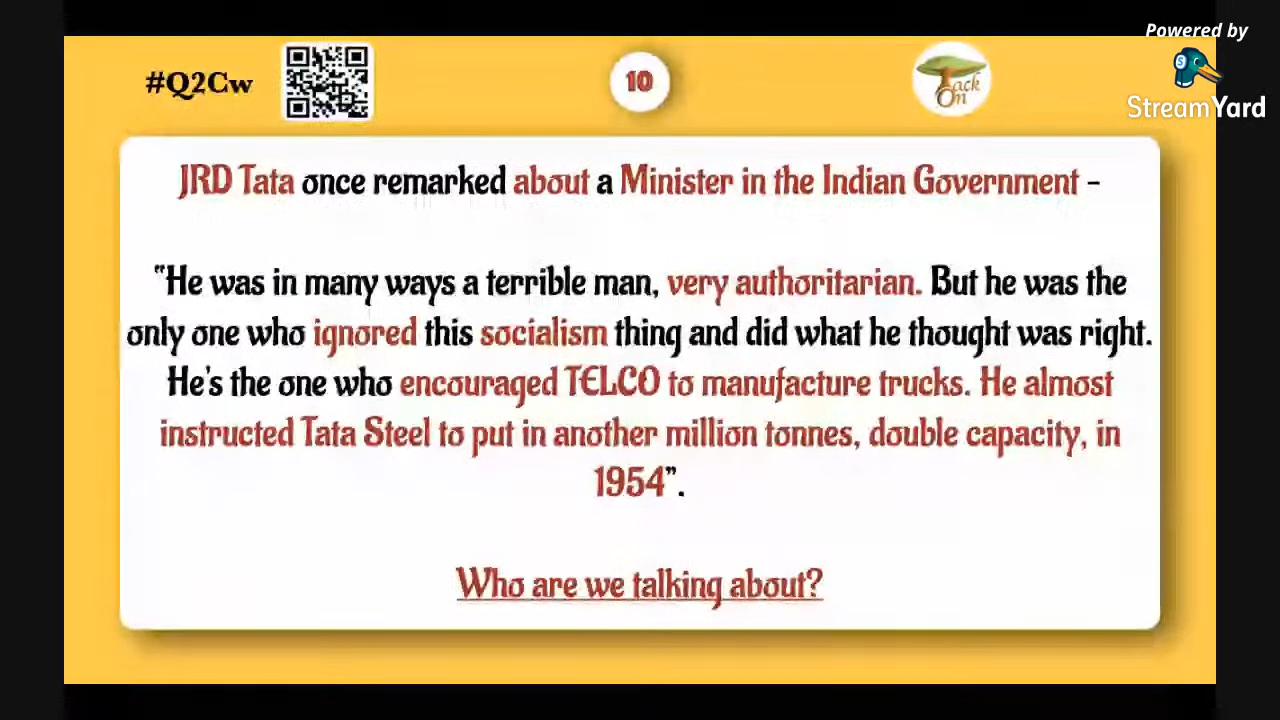 Powered by
StreamYard
#Q2Cw
10
Jack
On
JRD Tata once remarked about a Minister in the Indian Government -
"He was in many ways a terrible man, very authoritarian. But he was the
only one who ignored this socialism thing and did what he thought was right.
He's the one who encouraged TELCO to manufacture trucks. He almost
instructed Tata Steel to put in another million tonnes, double capacity, in
1954".
Who are we talking about?